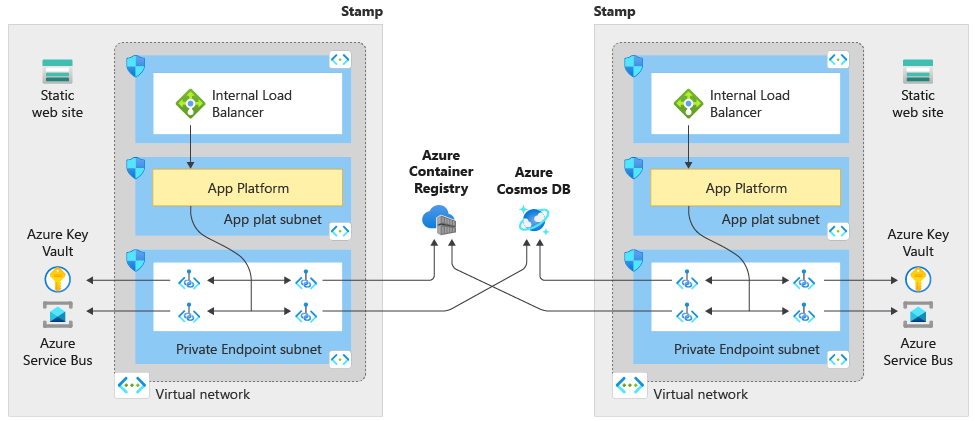 Stamp
Static
web site
Internal Load
Balancer
App Platform
App plat subnet
Azure Key
Vault
Azure
Service Bus
Private Endpoint subnet
Virtual network
Azure
Container
Registry
Azure
Cosmos DB
Stamp
Internal Load
Balancer
Static
web site
App Platform
App plat subnet
Azure Key
Vault
Azure
Service Bus
Private Endpoint subnet
Virtual network